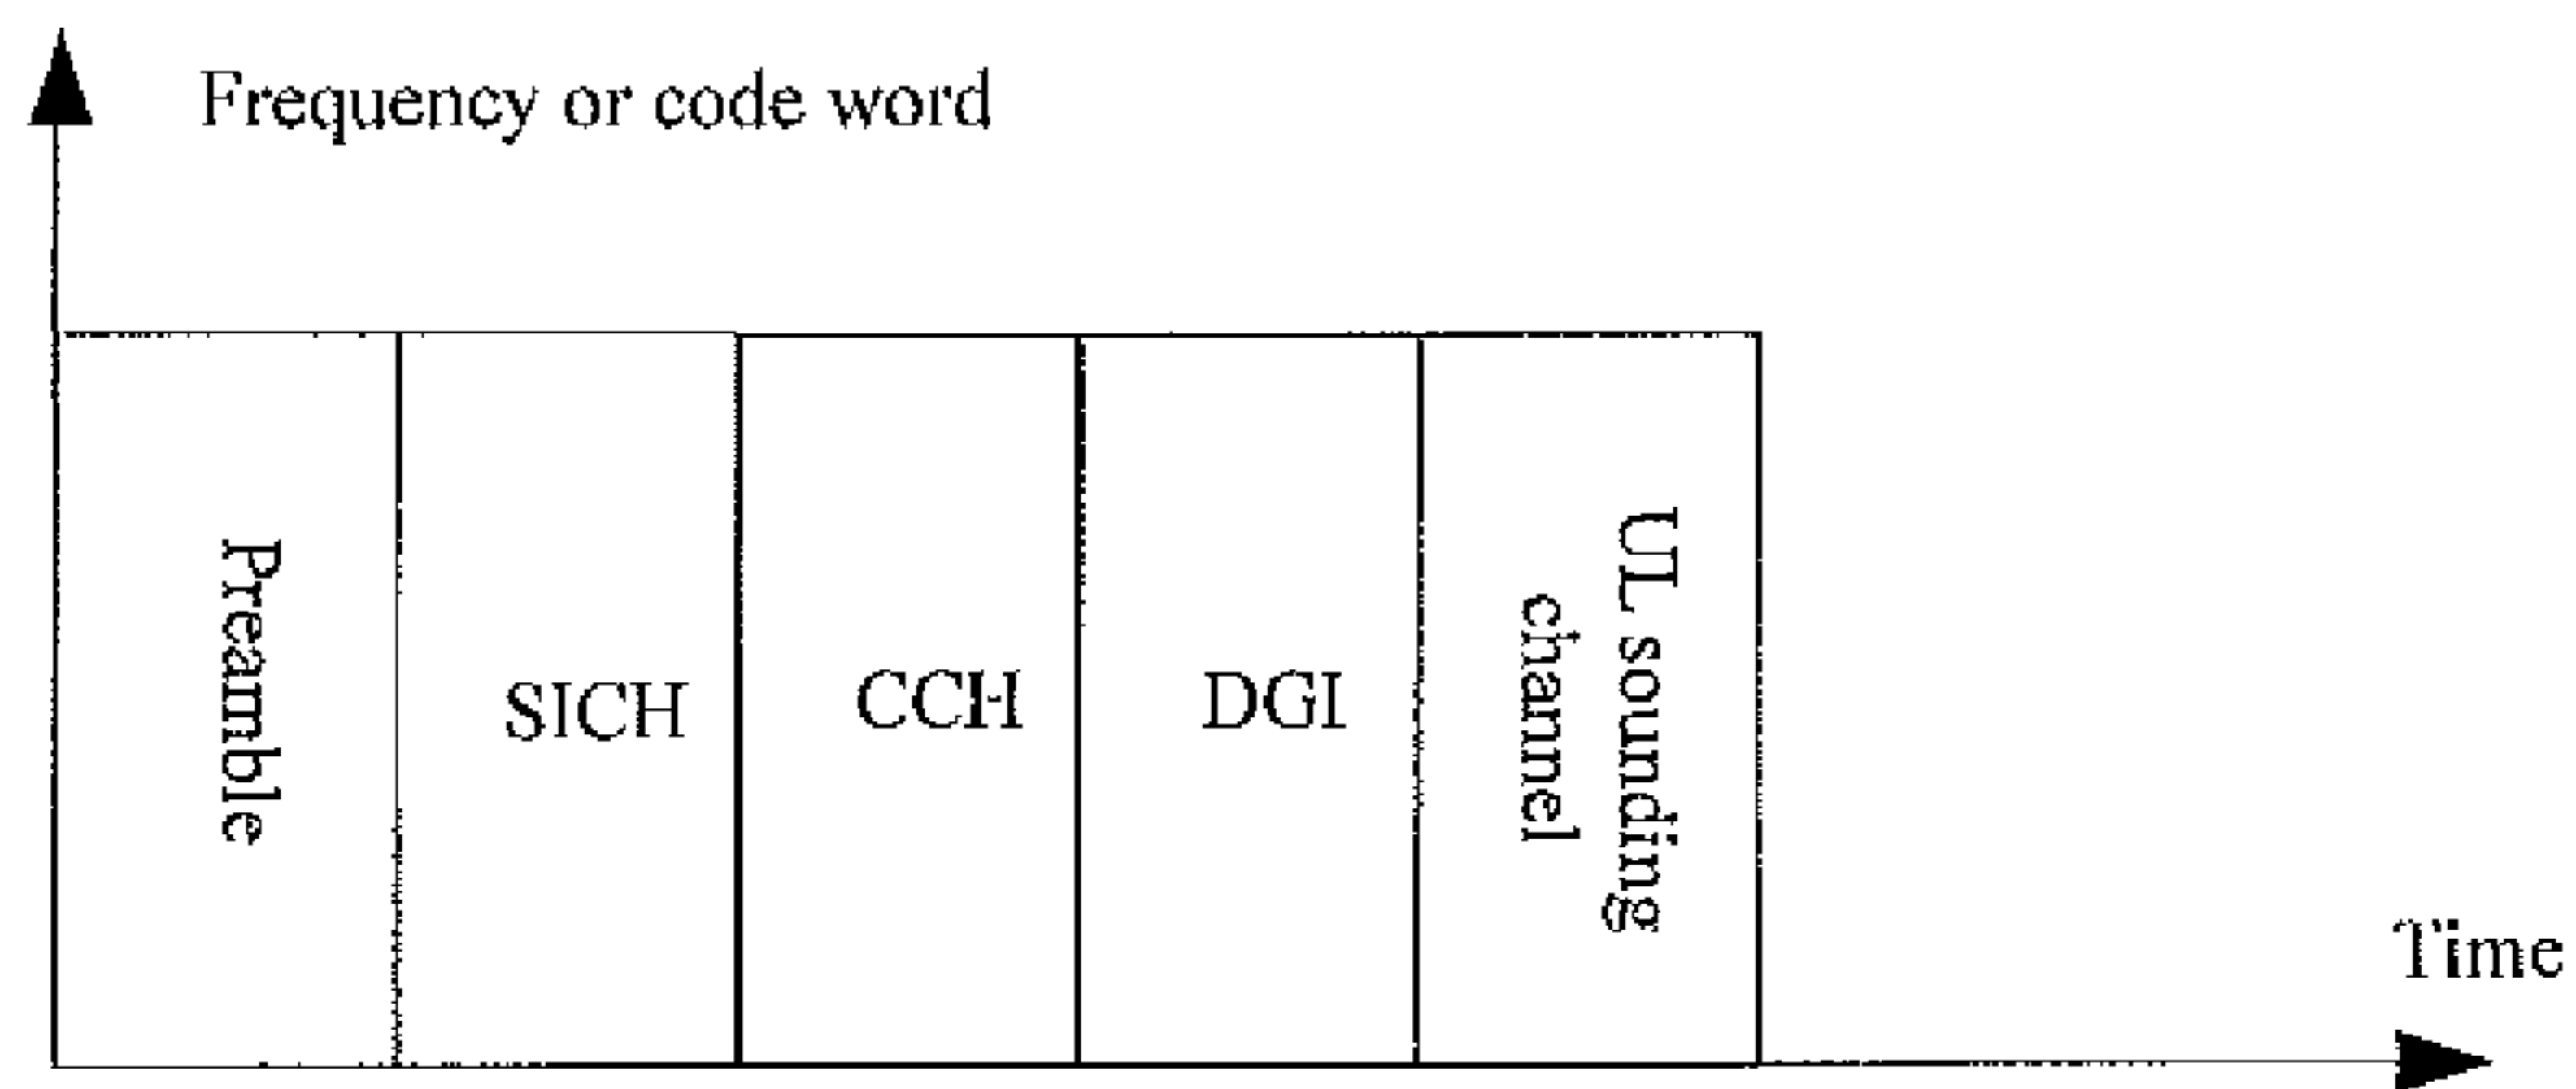 Frequency or code word
Preamble
SICH
CCH
DGI
UL sounding
channel
Time